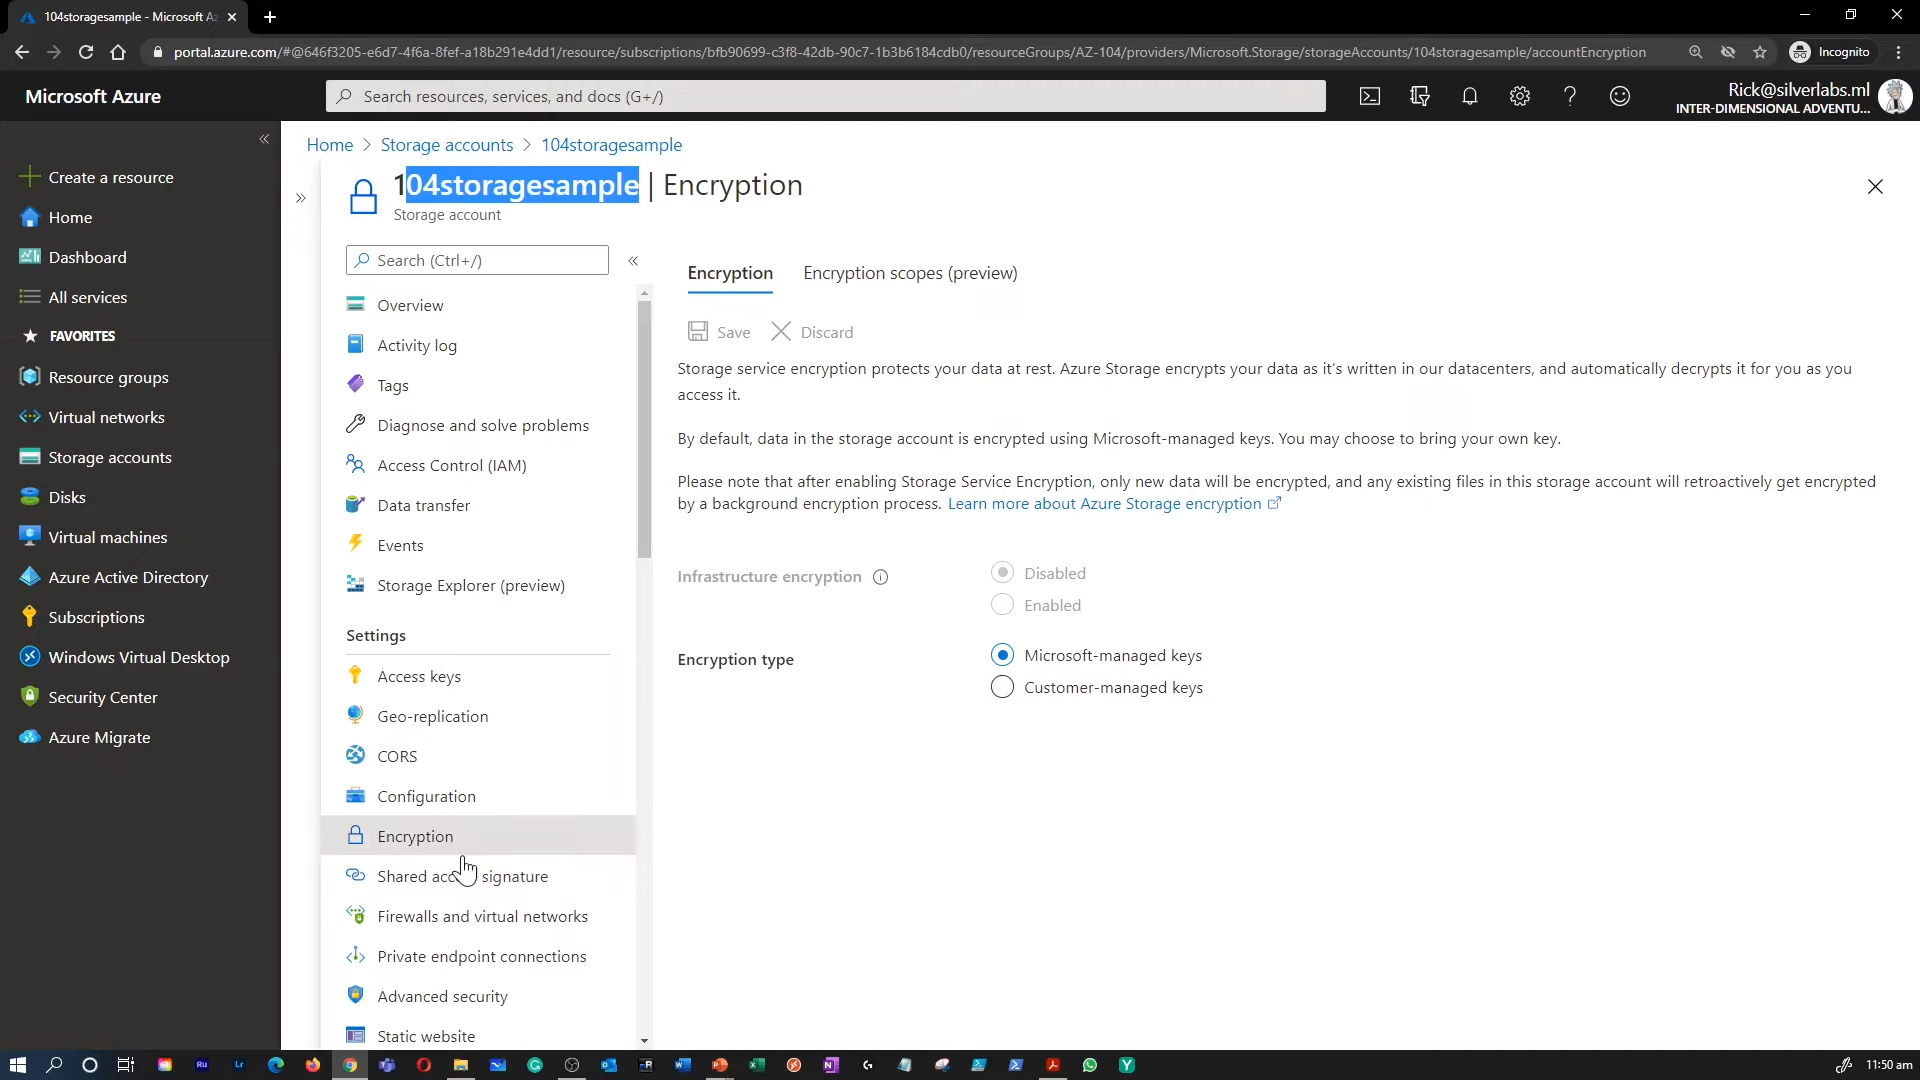 104storagesample - Microsoft Az
portal.azure.com/#@646f3205-e6d7-4f6a-8fef-a18b291e4dd1/resource/subscriptions/bfb90699-c3f8-42db-90c7-1b3b6184cdb0/resourceGroups/AZ-104/providers/Microsoft.Storage/storageAccounts/104storagesample/accountEncryption
Incognito
Microsoft Azure
Search resources, services, and docs (G+/)
Rick@silverlabs.ml
INTER-DIMENSIONAL ADVENTU...
Create a resource
Home
Dashboard
All services
FAVORITES
Resource groups
Virtual networks
Storage accounts
Disks
Virtual machines
Azure Active Directory
Subscriptions
Windows Virtual Desktop
Security Center
Azure Migrate
Home > Storage accounts > 104storagesample
104storagesample | Encryption
Storage account
Search (Ctrl+/)
Overview
Activity log
Tags
Diagnose and solve problems
Access Control (IAM)
Data transfer
Events
Storage Explorer (preview)
Settings
Access keys
Geo-replication
CORS
Configuration
Encryption
Shared acc signature
Firewalls and virtual networks
Private endpoint connections
Advanced security
Static website
Encryption
Encryption scopes (preview)
Save
Discard
Storage service encryption protects your data at rest. Azure Storage encrypts your data as it's written in our datacenters, and automatically decrypts it for you as you
access it.
By default, data in the storage account is encrypted using Microsoft-managed keys. You may choose to bring your own key.
Please note that after enabling Storage Service Encryption, only new data will be encrypted, and any existing files in this storage account will retroactively get encrypted
by a background encryption process. Learn more about Azure Storage encryption
Infrastructure encryption
Disabled
Enabled
Encryption type
Microsoft-managed keys
Customer-managed keys
11:50 am